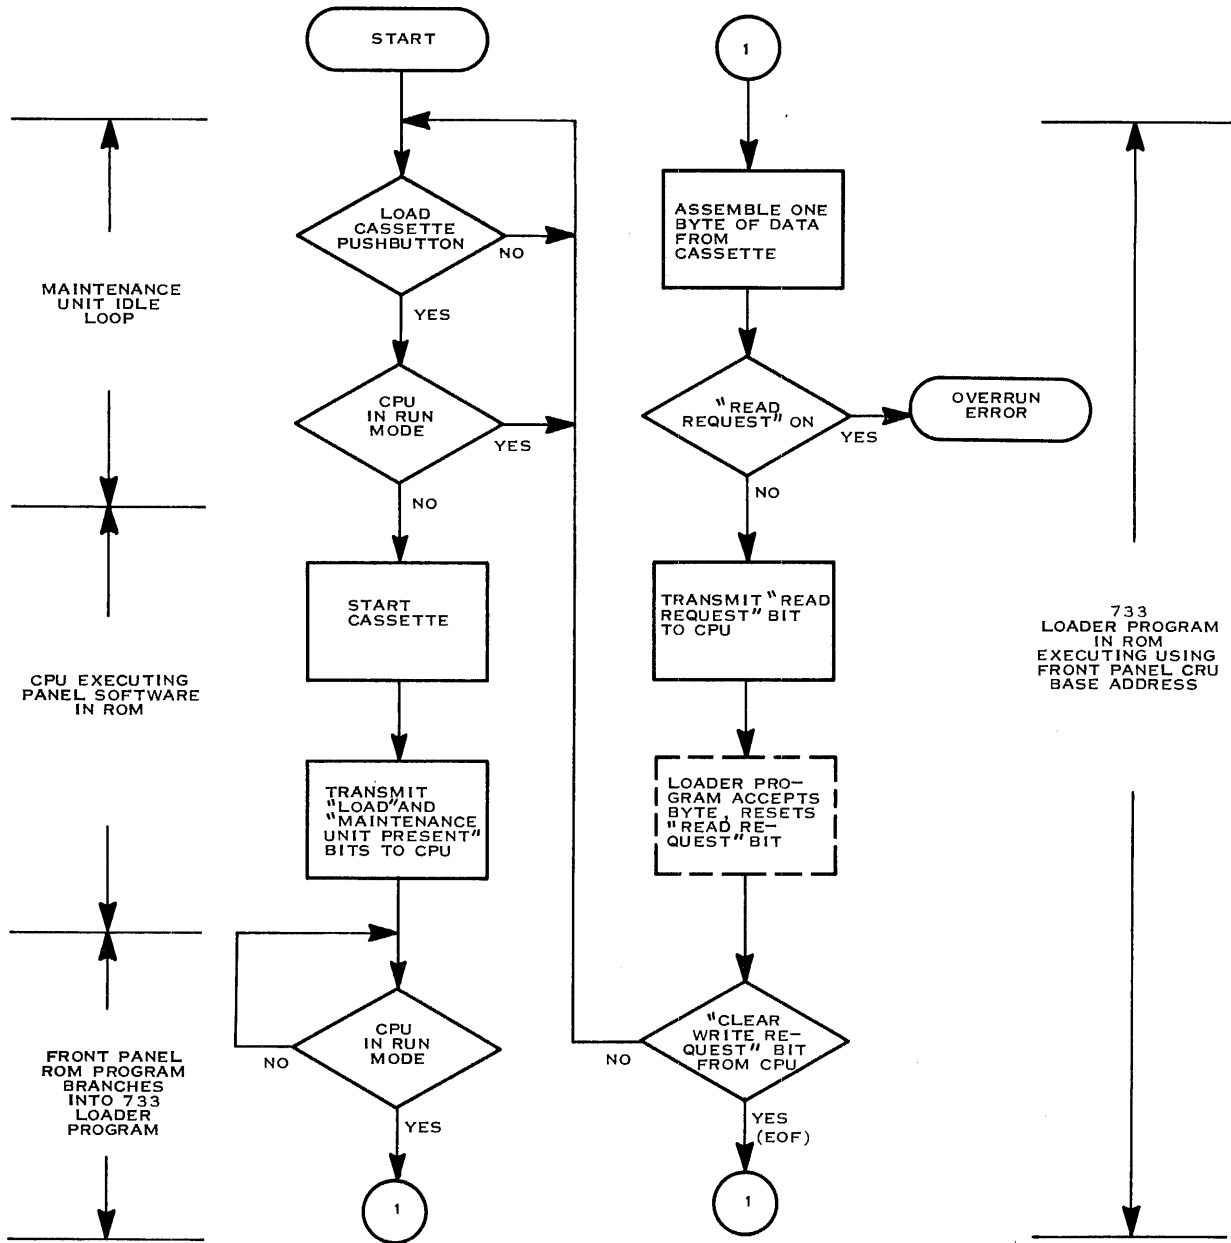 START
LOAD
CASSETTE
PUSHBUTTON
NO
YES
CPU
IN RUN
MODE
YES
NO
START
CASSETTE
TRANSMIT
"LOAD" AND
"MAINTENANCE
UNIT PRESENT"
BITS TO CPU
CPU
IN RUN
MODE
NO
YES
1
MAINTENANCE
UNIT IDLE
LOOP
CPU EXECUTING
PANEL SOFTWARE
IN ROM
FRONT PANEL
ROM PROGRAM
BRANCHES
INTO 733
LOADER
PROGRAM
1
ASSEMBLE ONE
BYTE OF DATA
FROM
CASSETTE
"READ
REQUEST" ON
YES
OVERRUN
ERROR
NO
TRANSMIT "READ
REQUEST" BIT
TO CPU
LOADER PRO-
GRAM ACCEPTS
BYTE, RESETS
"READ RE-
QUEST" BIT
"CLEAR
WRITE RE-
QUEST" BIT
FROM CPU
NO
YES
(EOF)
1
733
LOADER PROGRAM
IN ROM
EXECUTING USING
FRONT PANEL CRU
BASE ADDRESS